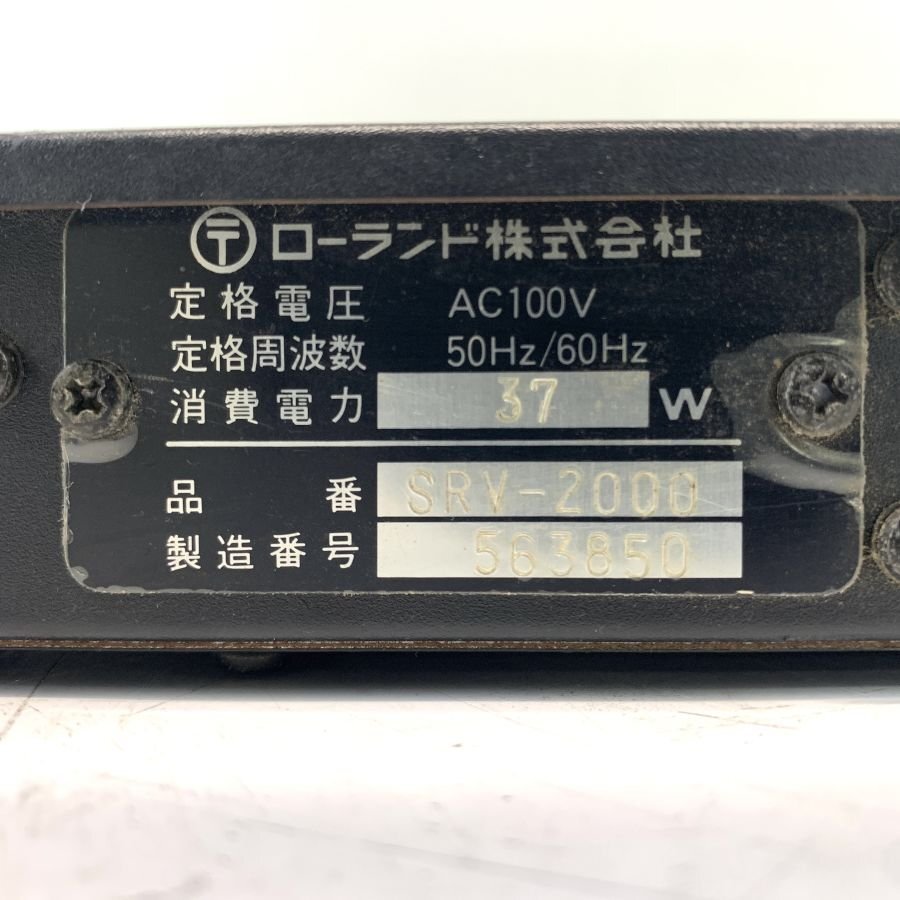 〒 ローランド株式会社
定格電圧 AC100V
定格周波数 50Hz/60Hz
消費電力 37 W
品番 SRV-2000
製造番号 563850